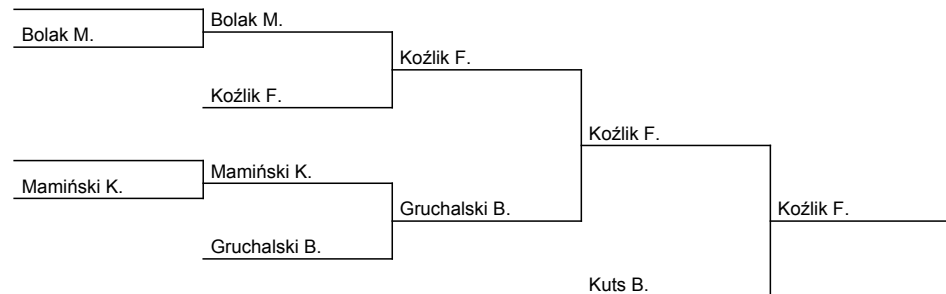 Bolak M.
Bolak M.
Koźlik F.
Koźlik F.
Koźlik F.
Mamiński K.
Mamiński K.
Gruchalski B.
Koźlik F.
Gruchalski B.
Kuts B.